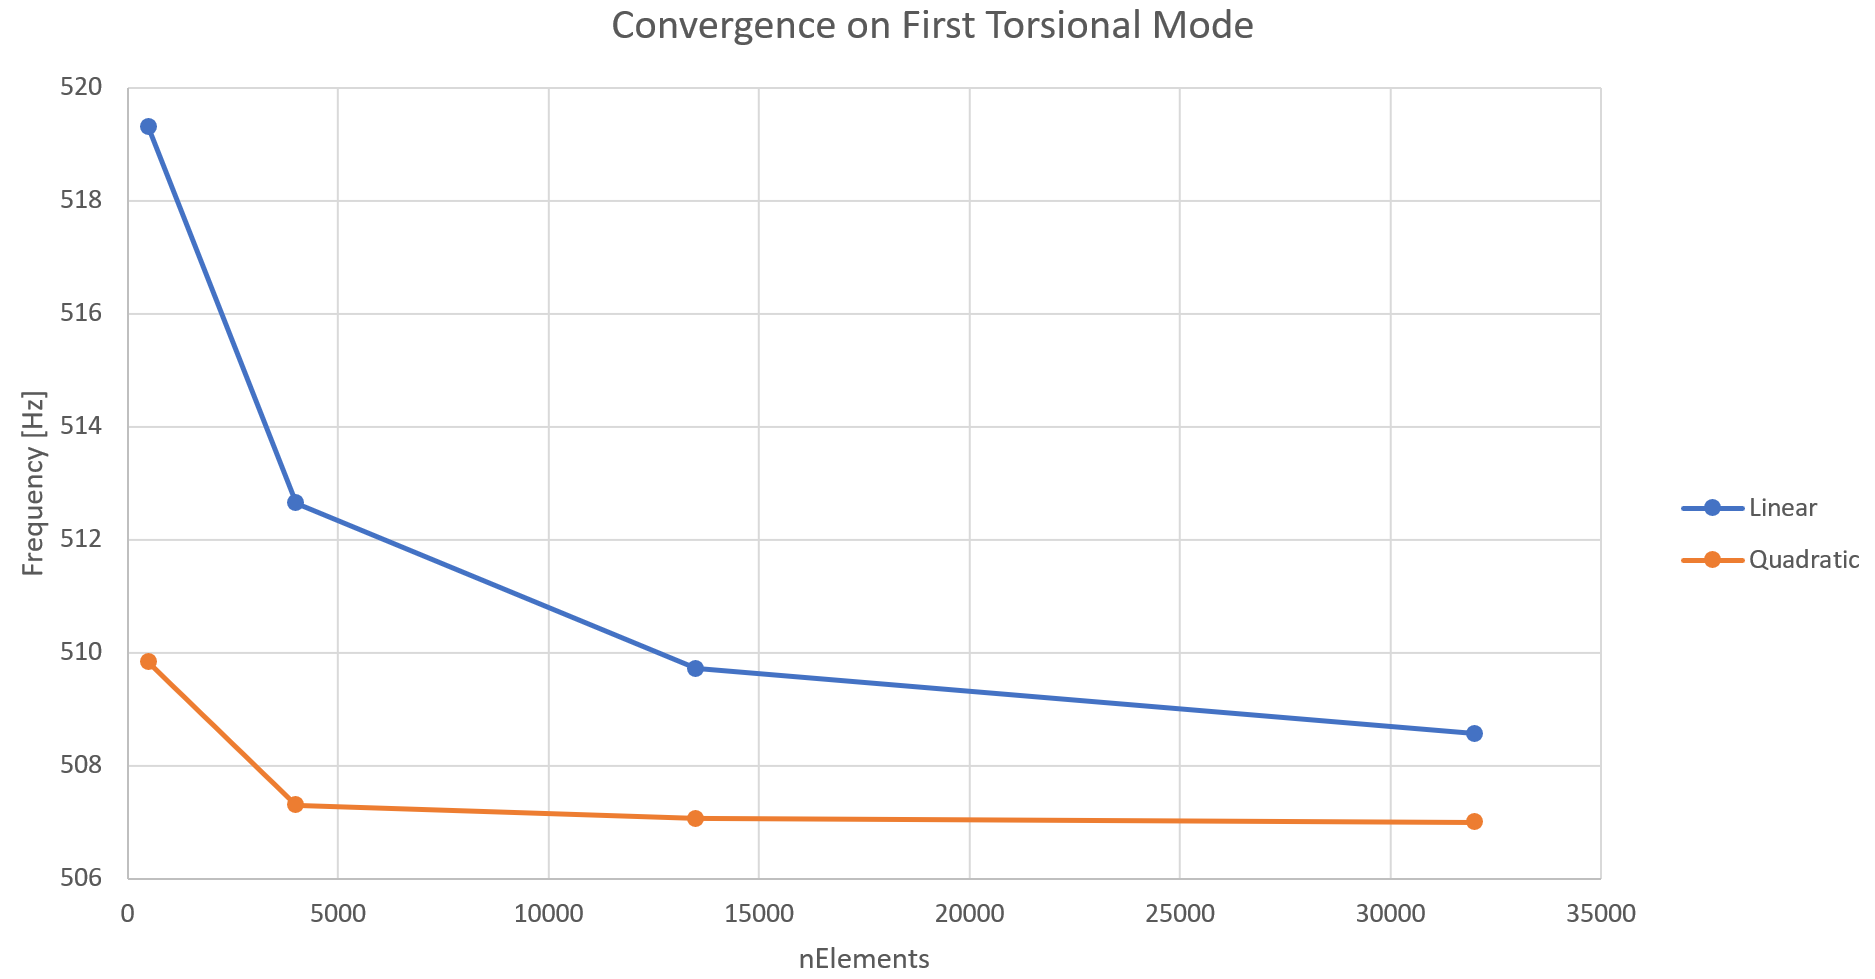 Convergence on First Torsional Mode
520
518
516
514
512
510
508
506
Frequency [Hz]
0 5000 10000 15000 20000 25000 30000 35000
nElements
Linear
Quadratic